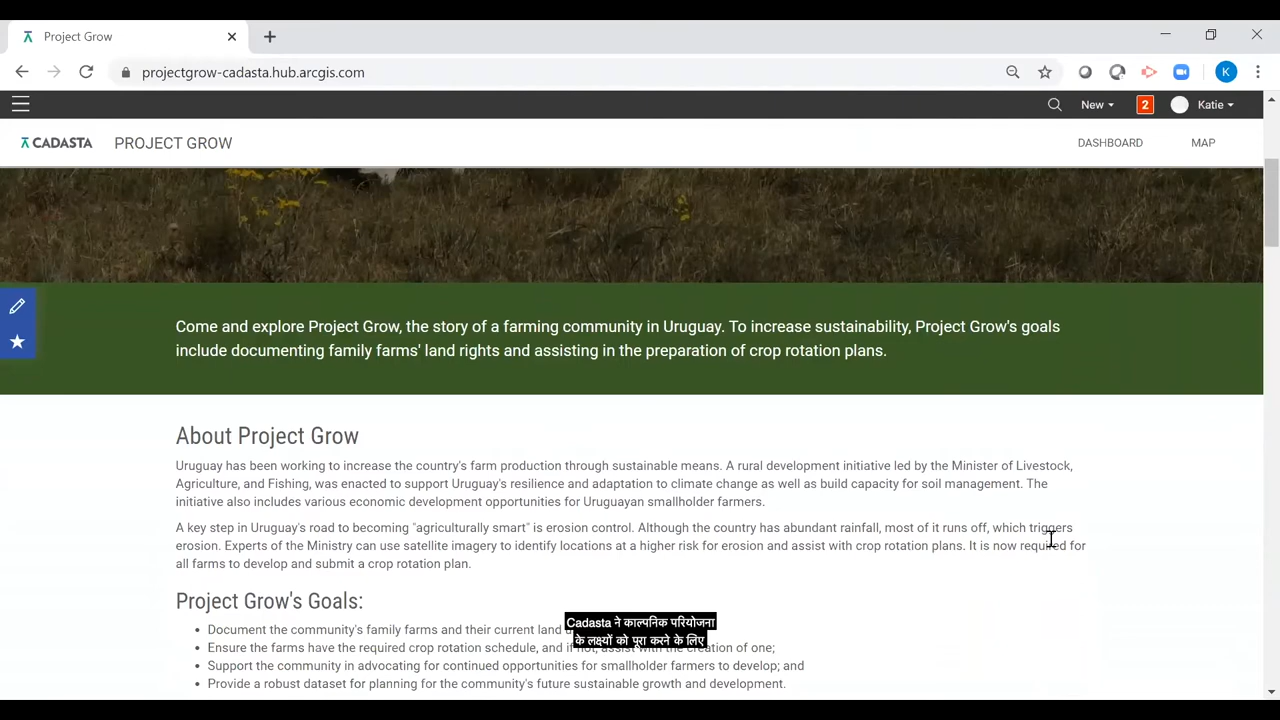 Project Grow
projectgrow-cadasta.hub.arcgis.com
K
New
2
Katie
CADASTA
PROJECT GROW
DASHBOARD
MAP
Come and explore Project Grow, the story of a farming community in Uruguay. To increase sustainability, Project Grow's goals
include documenting family farms' land rights and assisting in the preparation of crop rotation plans.
About Project Grow
Uruguay has been working to increase the country's farm production through sustainable means. A rural development initiative led by the Minister of Livestock,
Agriculture, and Fishing, was enacted to support Uruguay's resilience and adaptation to climate change as well as build capacity for soil management. The
initiative also includes various economic development opportunities for Uruguayan smallholder farmers.
A key step in Uruguay's road to becoming "agriculturally smart" is erosion control. Although the country has abundant rainfall, most of it runs off, which triggers
erosion. Experts of the Ministry can use satellite imagery to identify locations at a higher risk for erosion and assist with crop rotation plans. It is now required for
all farms to develop and submit a crop rotation plan.
Project Grow's Goals:
Document the community's family farms and their current land
Ensure the farms have the required crop rotation schedule, and if not, assist with the creation of one;
Support the community in advocating for continued opportunities for smallholder farmers to develop; and
Provide a robust dataset for planning for the community's future sustainable growth and development.
Cadasta ने काल्पनिक परियोजना
के लक्ष्यों को पूरा करने के लिए